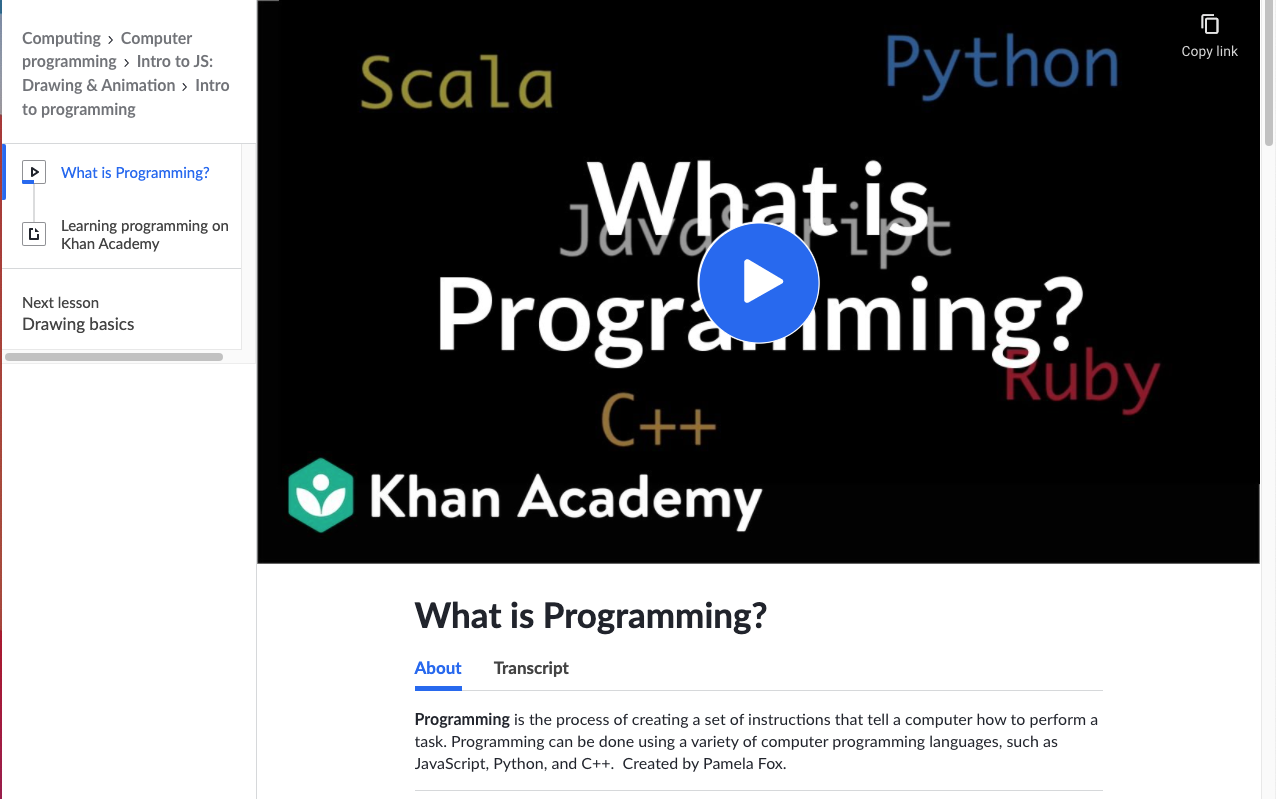 Computing › Computer
programming › Intro to JS:
Drawing & Animation › Intro
to programming
What is Programming?
Learning programming on
Khan Academy
Next lesson
Drawing basics
Copy link
Scala
Python
What is
JavaScript
Programming?
Ruby
C++
Khan Academy
What is Programming?
About Transcript
Programming is the process of creating a set of instructions that tell a computer how to perform a
task. Programming can be done using a variety of computer programming languages, such as
JavaScript, Python, and C++.  Created by Pamela Fox.